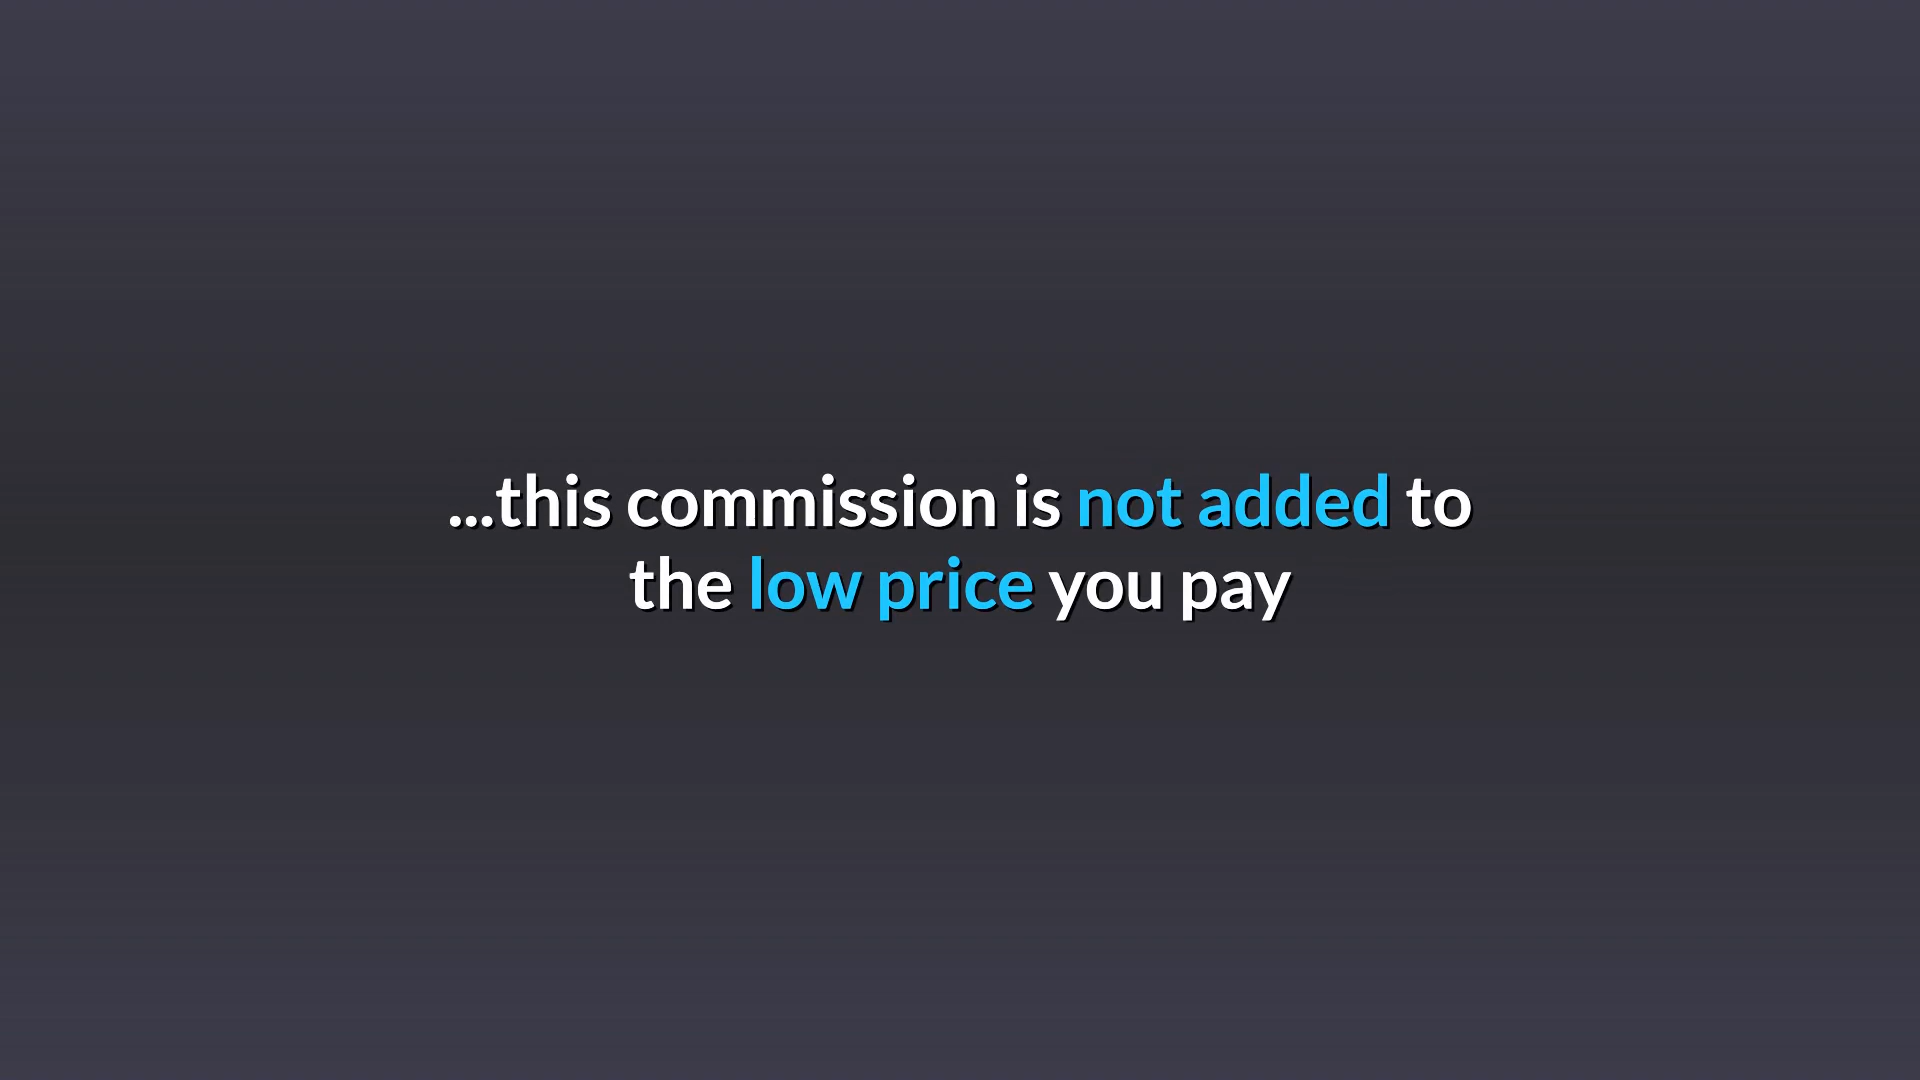 ...this commission is not added to
the low price you pay